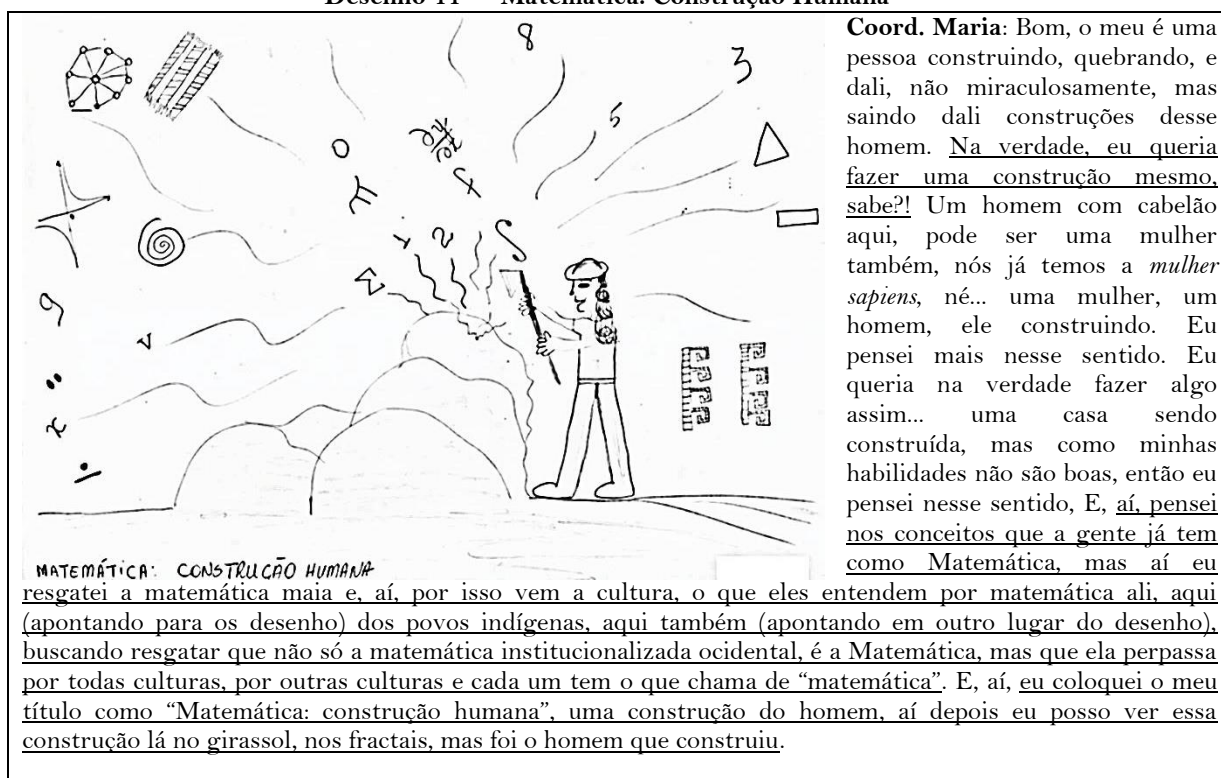 Desenho — Matemática: Construção Humana
8
3
5
0
π
1 2 ∫
Σ
9
x
÷
MATEMÁTICA: CONSTRUÇÃO HUMANA
Coord. Maria: Bom, o meu é uma
pessoa construindo, quebrando, e
dali, não miraculosamente, mas
saindo dali construções desse
homem. Na verdade, eu queria
fazer uma construção mesmo,
sabe?! Um homem com cabelão
aqui, pode ser uma mulher
também, nós já temos a mulher
sapiens, né... uma mulher, um
homem, ele construindo. Eu
pensei mais nesse sentido. Eu
queria na verdade fazer algo
assim... uma casa sendo
construída, mas como minhas
habilidades não são boas, então eu
pensei nesse sentido, E, aí, pensei
nos conceitos que a gente já tem
como Matemática, mas aí eu
resgatei a matemática maia e, aí, por isso vem a cultura, o que eles entendem por matemática ali, aqui
(apontando para os desenho) dos povos indígenas, aqui também (apontando em outro lugar do desenho),
buscando resgatar que não só a matemática institucionalizada ocidental, é a Matemática, mas que ela perpassa
por todas culturas, por outras culturas e cada um tem o que chama de “matemática”. E, aí, eu coloquei o meu
título como “Matemática: construção humana”, uma construção do homem, aí depois eu posso ver essa
construção lá no girassol, nos fractais, mas foi o homem que construiu.